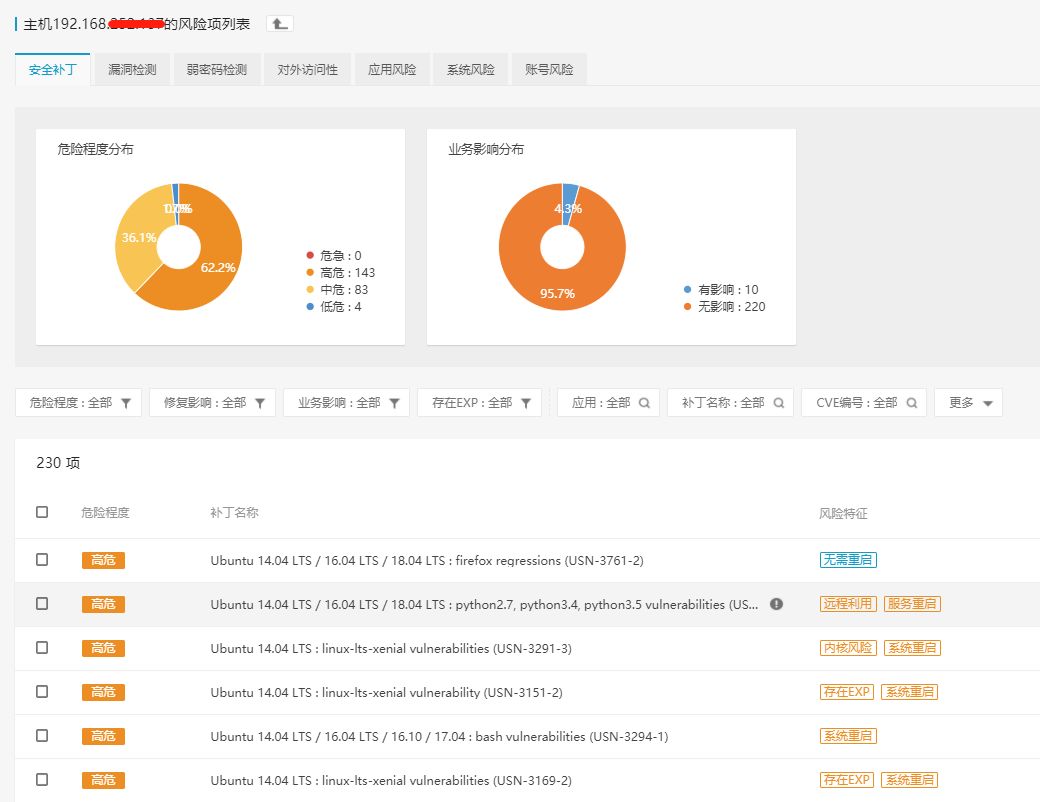 主机192.168.的风险项列表
安全补丁 漏洞检测 弱密码检测 对外访问性 应用风险 系统风险 账号风险
危险程度分布
36.1%
62.2%
危急 : 0
高危 : 143
中危 : 83
低危 : 4
业务影响分布
4.3%
95.7%
有影响 : 10
无影响 : 220
危险程度 : 全部 修复影响 : 全部 业务影响 : 全部 存在EXP : 全部 应用 : 全部 补丁名称 : 全部 CVE编号 : 全部 更多
230 项
危险程度 补丁名称 风险特征
高危 Ubuntu 14.04 LTS / 16.04 LTS / 18.04 LTS : firefox regressions (USN-3761-2) 无需重启
高危 Ubuntu 14.04 LTS / 16.04 LTS / 18.04 LTS : python2.7, python3.4, python3.5 vulnerabilities (US... 远程利用 服务重启
高危 Ubuntu 14.04 LTS : linux-lts-xenial vulnerabilities (USN-3291-3) 内核风险 系统重启
高危 Ubuntu 14.04 LTS : linux-lts-xenial vulnerability (USN-3151-2) 存在EXP 系统重启
高危 Ubuntu 14.04 LTS / 16.04 LTS / 16.10 / 17.04 : bash vulnerabilities (USN-3294-1) 系统重启
高危 Ubuntu 14.04 LTS : linux-lts-xenial vulnerabilities (USN-3169-2) 存在EXP 系统重启